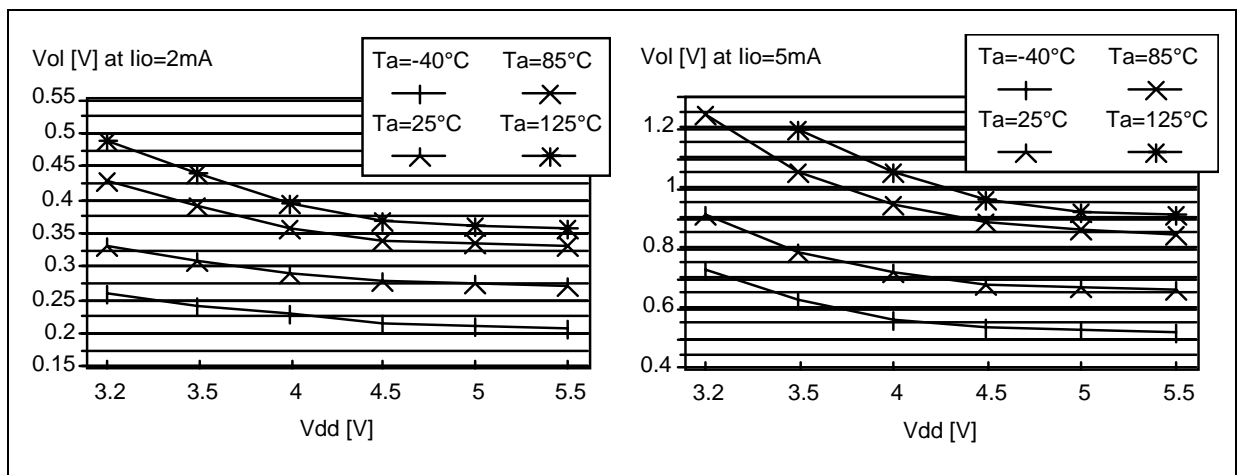 Vol [V] at Iio=2mA
Ta=-40°C Ta=85°C
Ta=25°C Ta=125°C
0.55
0.5
0.45
0.4
0.35
0.3
0.25
0.2
0.15
3.2 3.5 4 4.5 5 5.5
Vdd [V]
Vol [V] at Iio=5mA
Ta=-40°C Ta=85°C
Ta=25°C Ta=125°C
1.2
1
0.8
0.6
0.4
3.2 3.5 4 4.5 5 5.5
Vdd [V]